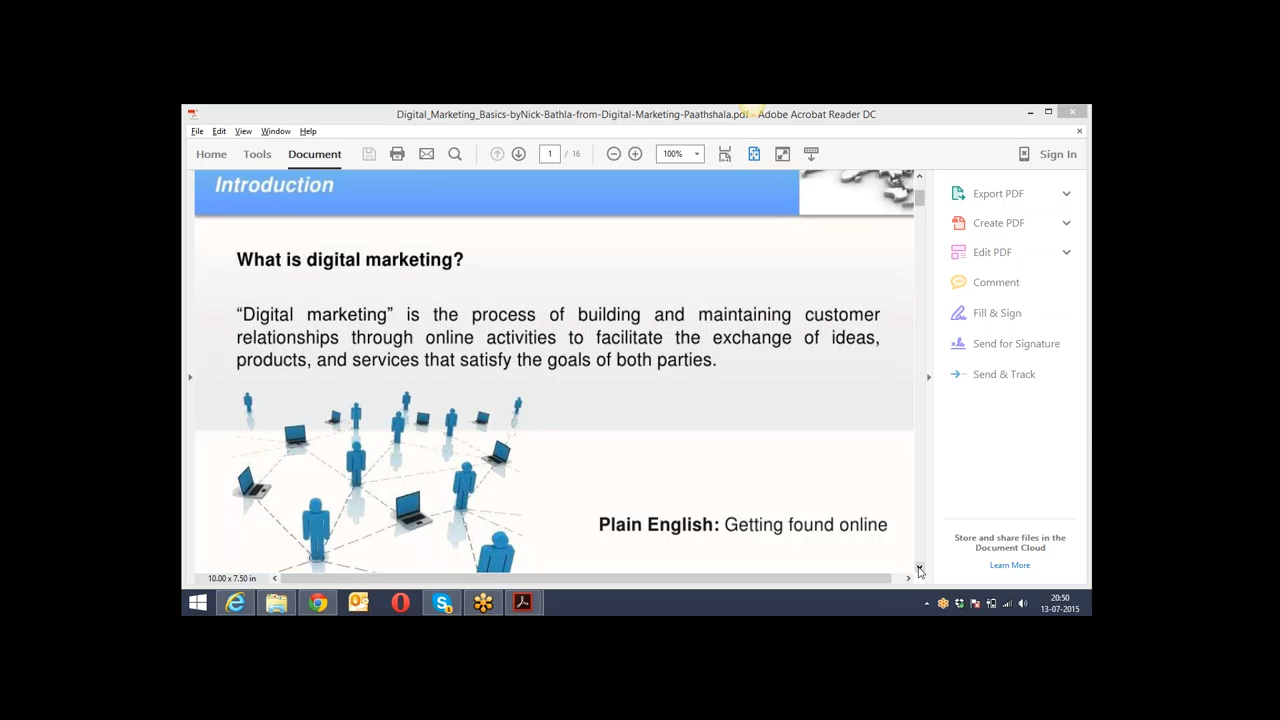 Digital_Marketing_Basics-byNick-Bathla-from-Digital-Marketing-Paathshala.pdf - Adobe Acrobat Reader DC
File Edit View Window Help
Home Tools Document 1 / 16 100% Sign In
Introduction
What is digital marketing?
“Digital marketing” is the process of building and maintaining customer
relationships through online activities to facilitate the exchange of ideas,
products, and services that satisfy the goals of both parties.
Plain English: Getting found online
Export PDF
Create PDF
Edit PDF
Comment
Fill & Sign
Send for Signature
Send & Track
Store and share files in the
Document Cloud
Learn More
10.00 x 7.50 in
20:50
13-07-2015